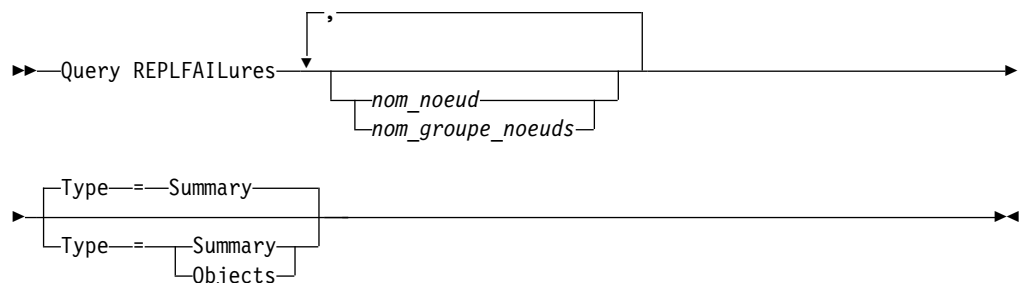 ,
Query REPLFAILures
nom_noeud
nom_groupe_noeuds
Type = Summary
Type = Summary
Objects